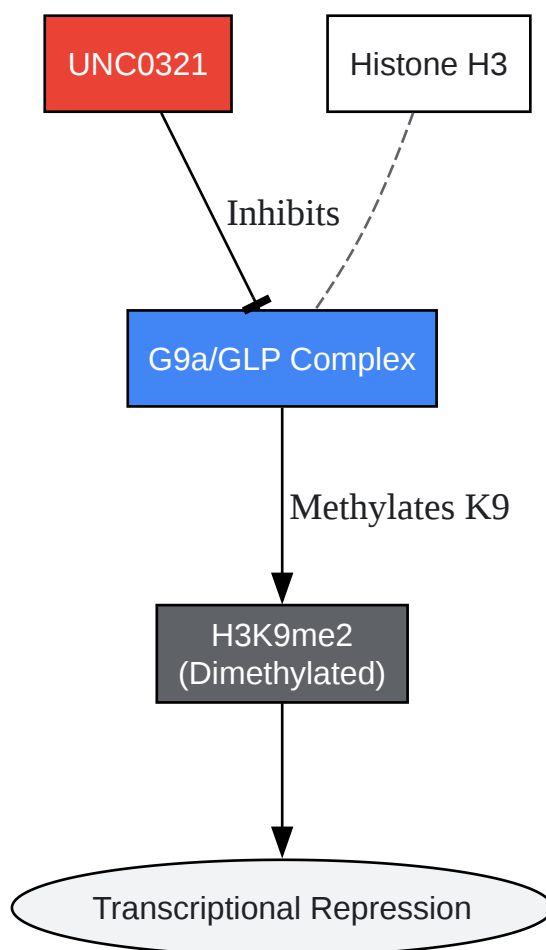 UNC0321
Histone H3
Inhibits
G9a/GLP Complex
Methylates K9
H3K9me2
(Dimethylated)
Transcriptional Repression